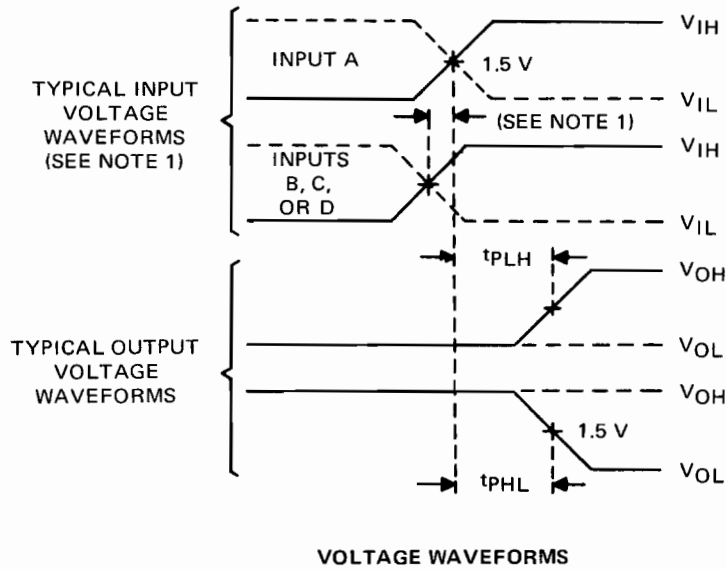 VIH
INPUT A
1.5 V
TYPICAL INPUT
VOLTAGE
WAVEFORMS
(SEE NOTE 1)
VIL
(SEE NOTE 1)
VIH
INPUTS
B, C,
OR D
VIL
tPLH
VOH
TYPICAL OUTPUT
VOLTAGE
WAVEFORMS
VOL
VOH
1.5 V
VOL
tPHL
VOLTAGE WAVEFORMS